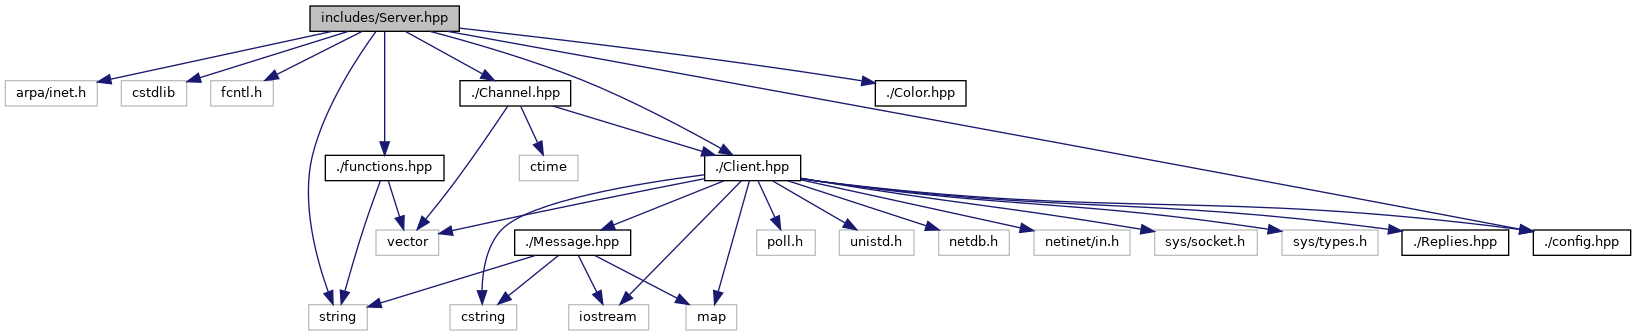 includes/Server.hpp
arpa/inet.h
cstdlib
fcntl.h
./Channel.hpp
./Color.hpp
./functions.hpp
ctime
./Client.hpp
vector
./Message.hpp
poll.h
unistd.h
netdb.h
netinet/in.h
sys/socket.h
sys/types.h
./Replies.hpp
./config.hpp
string
cstring
iostream
map